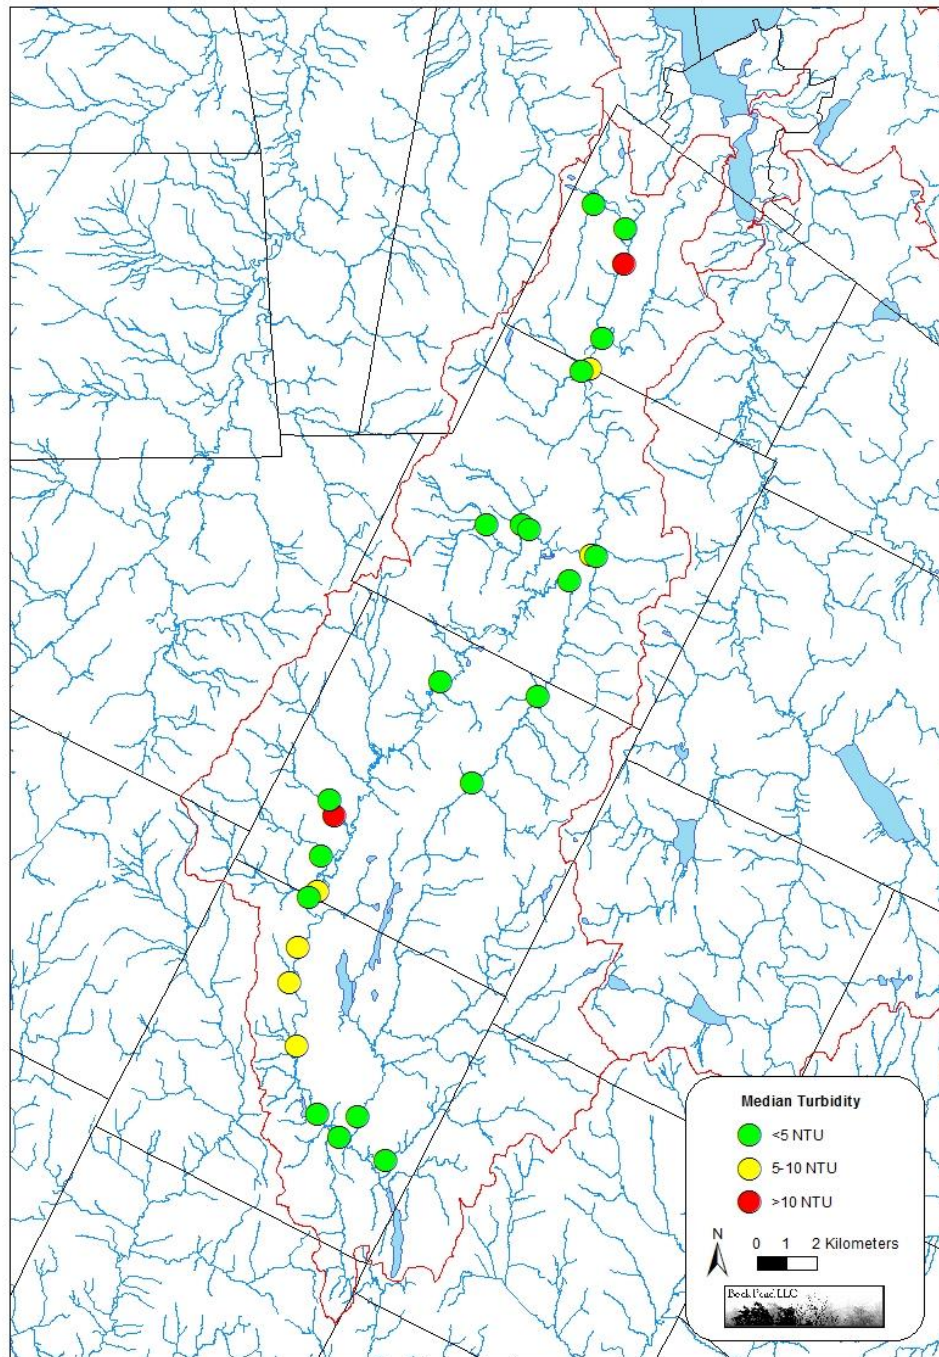 Median Turbidity
<5 NTU
5-10 NTU
>10 NTU
N
0 1 2 Kilometers
Beck Pond LLC